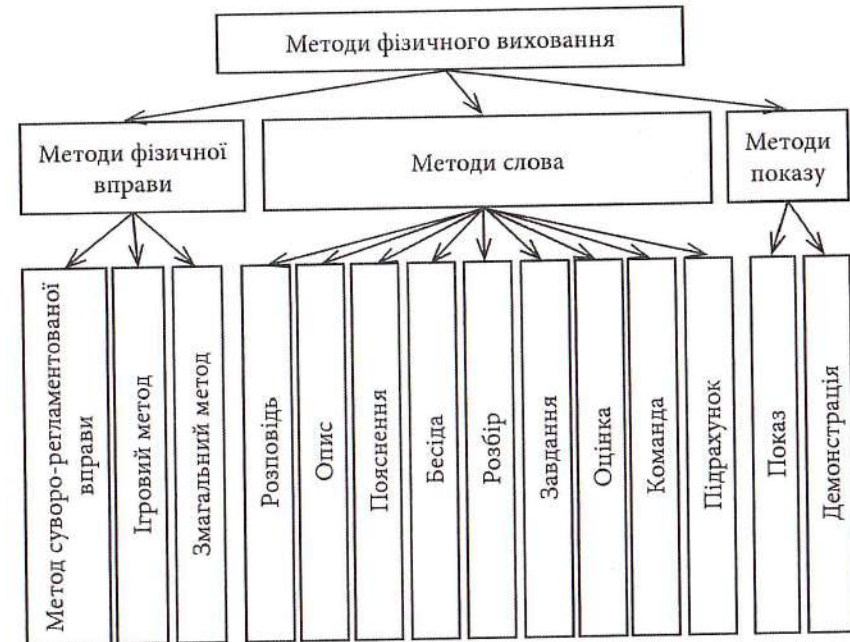 Методи фізичного виховання
Методи фізичної
вправи
Методи слова
Методи
показу
Метод суворо-регламентованої
вправи
Ігровий метод
Змагальний метод
Розповідь
Опис
Пояснення
Бесіда
Розбір
Завдання
Оцінка
Команда
Підрахунок
Показ
Демонстрація